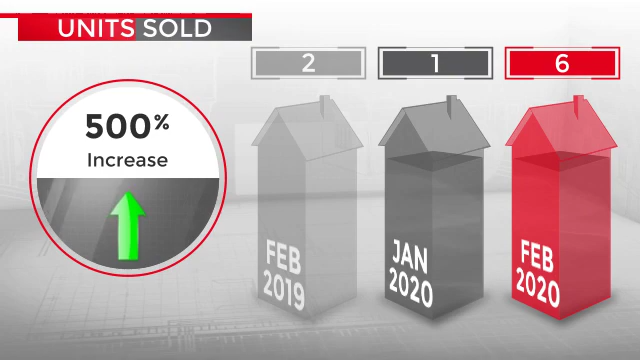 UNITS SOLD
2
1
6
500%
Increase
FEB
2019
JAN
2020
FEB
2020